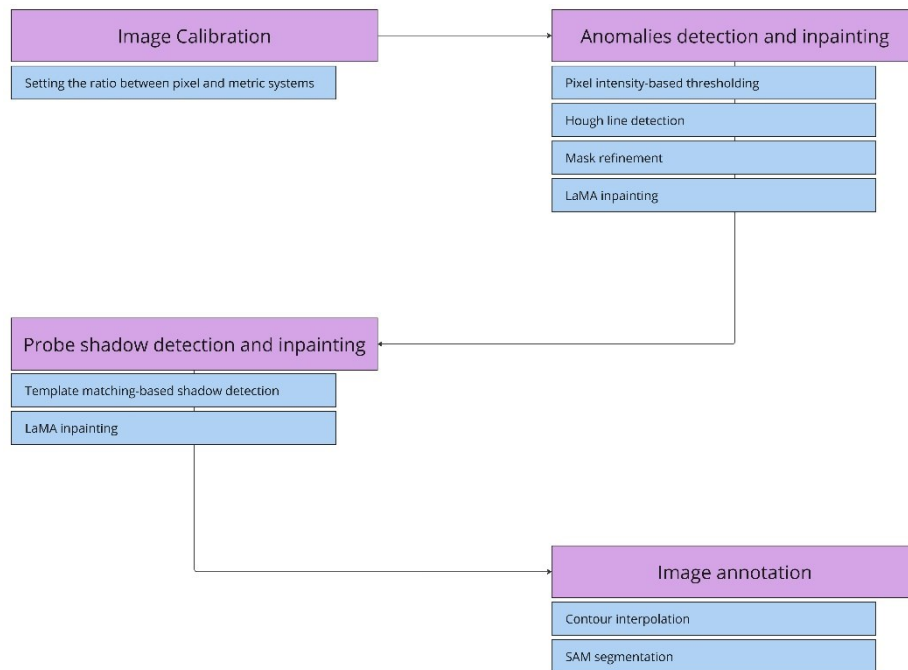 Image Calibration
Setting the ratio between pixel and metric systems
Anomalies detection and inpainting
Pixel intensity-based thresholding
Hough line detection
Mask refinement
LaMA inpainting
Probe shadow detection and inpainting
Template matching-based shadow detection
LaMA inpainting
Image annotation
Contour interpolation
SAM segmentation